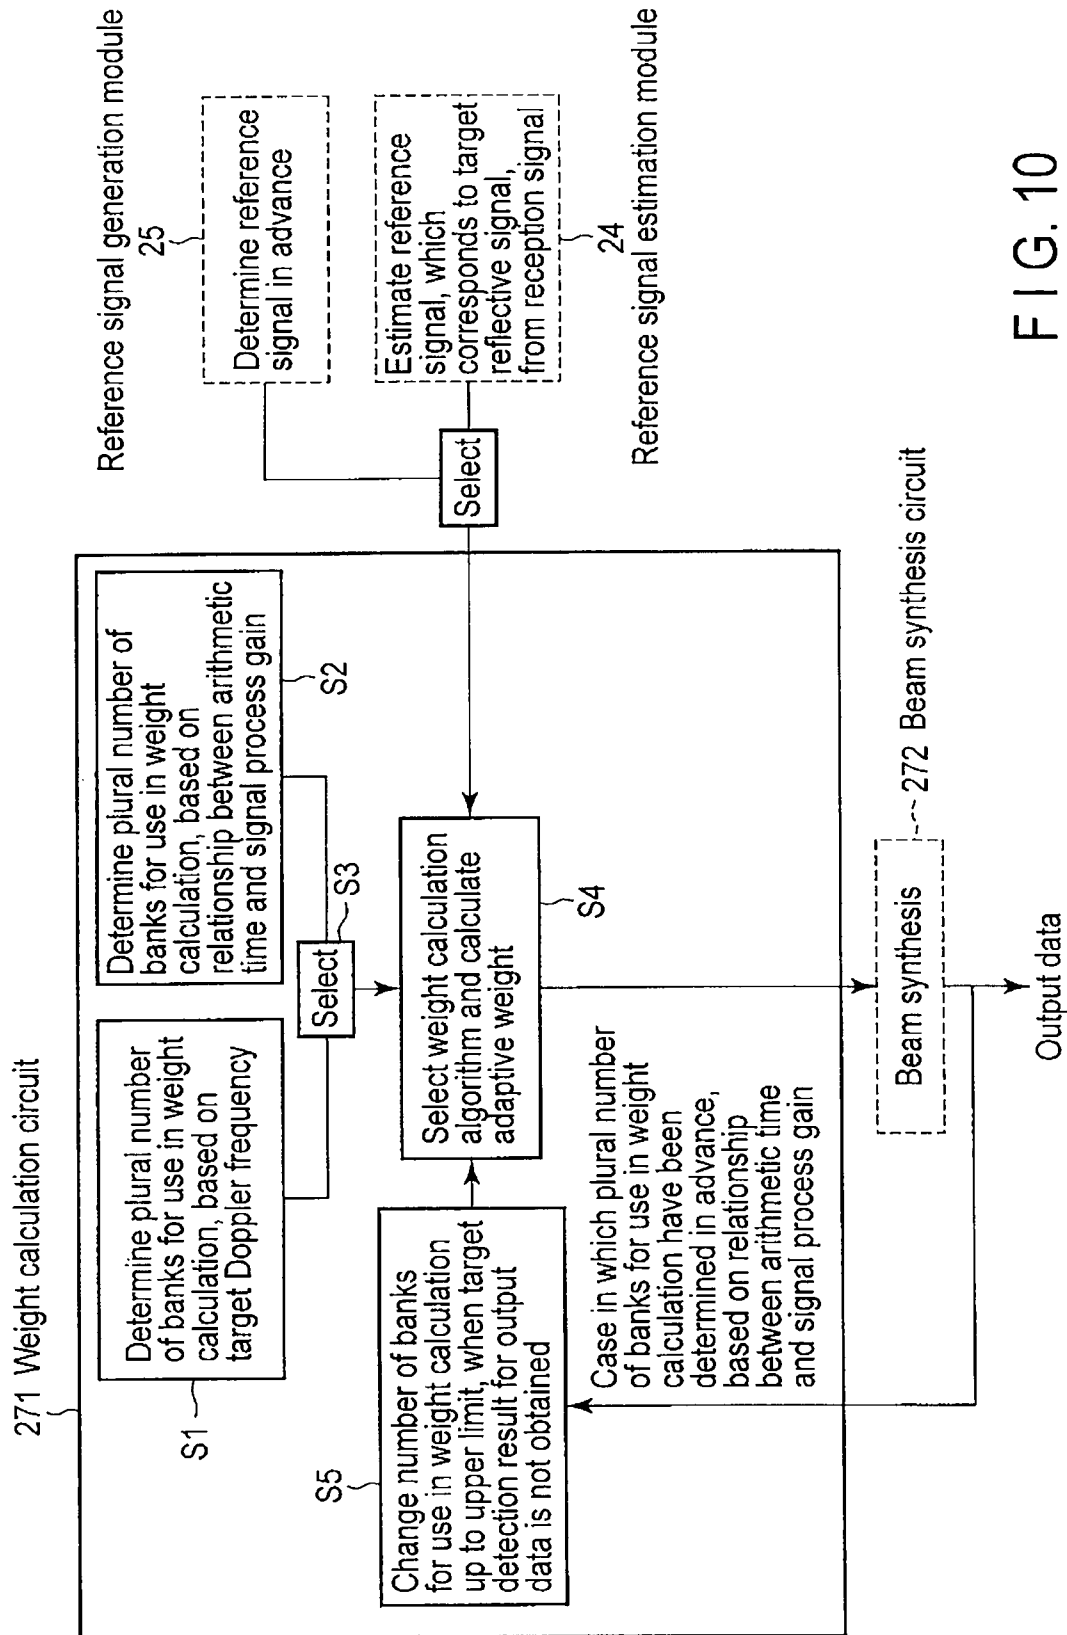 271 Weight calculation circuit
Determine plural number
of banks for use in weight
calculation, based on
target Doppler frequency
S1
Determine plural number of
banks for use in weight
calculation, based on
relationship between arithmetic
time and signal process gain
S2
Select
S3
Reference signal generation module
25
Determine reference
signal in advance
Estimate reference
signal, which
corresponds to target
reflective signal,
from reception signal
24
Reference signal estimation module
Select
S5
Change number of banks
for use in weight calculation
up to upper limit, when target
detection result for output
data is not obtained
Select weight calculation
algorithm and calculate
adaptive weight
S4
Case in which plural number
of banks for use in weight
calculation have been
determined in advance,
based on relationship
between arithmetic time
and signal process gain
Beam synthesis
272 Beam synthesis circuit
Output data
FIG. 10